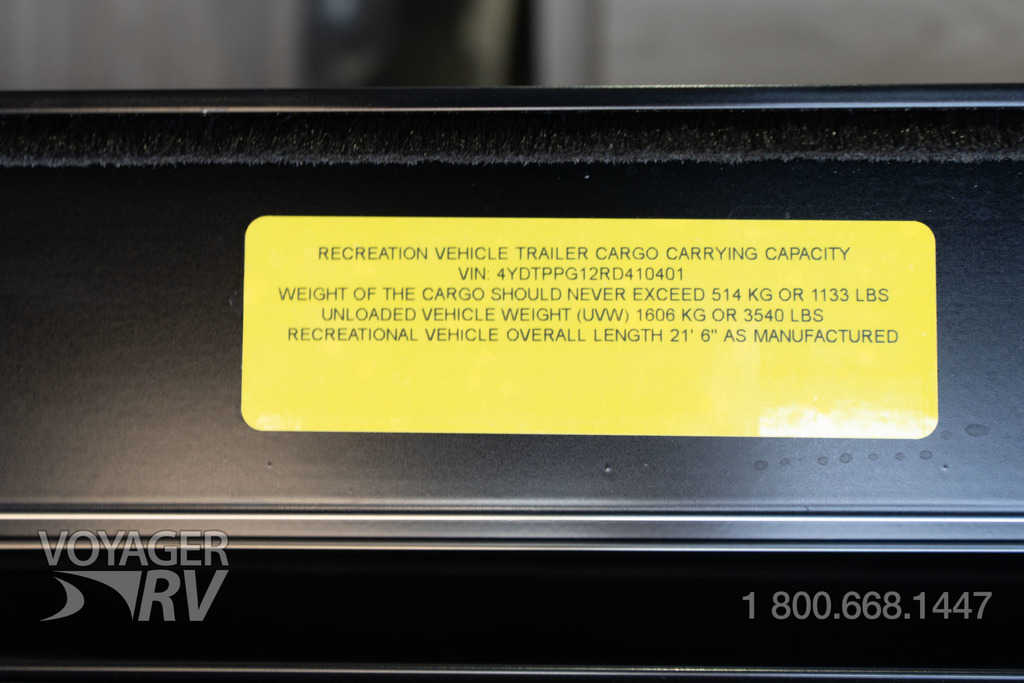 RECREATION VEHICLE TRAILER CARGO CARRYING CAPACITY
VIN: 4YDTPPG12RD410401
WEIGHT OF THE CARGO SHOULD NEVER EXCEED 514 KG OR 1133 LBS
UNLOADED VEHICLE WEIGHT (UVW) 1606 KG OR 3540 LBS
RECREATIONAL VEHICLE OVERALL LENGTH 21' 6" AS MANUFACTURED
VOYAGER
RV
1 800.668.1447